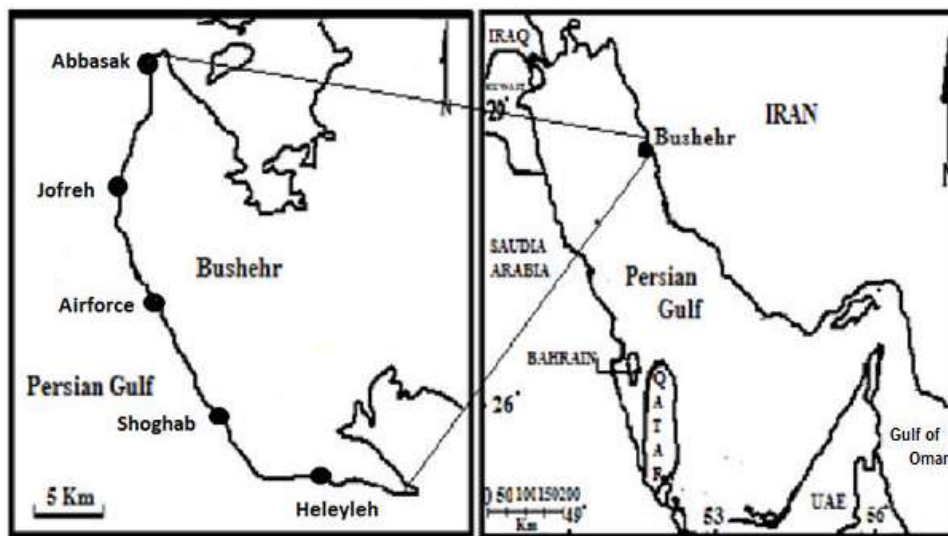 Abbasak
Jofreh
Bushehr
Airforce
Persian Gulf
Shoghab
5 Km
Heleyleh
N
IRAQ
29°
IRAN
Bushehr
N
SAUDIA
ARABIA
Persian
Gulf
BAHRAIN
QATAR
26°
Gulf of
Oman
UAE
0 50 100 150 200
Km
49°
53
56°